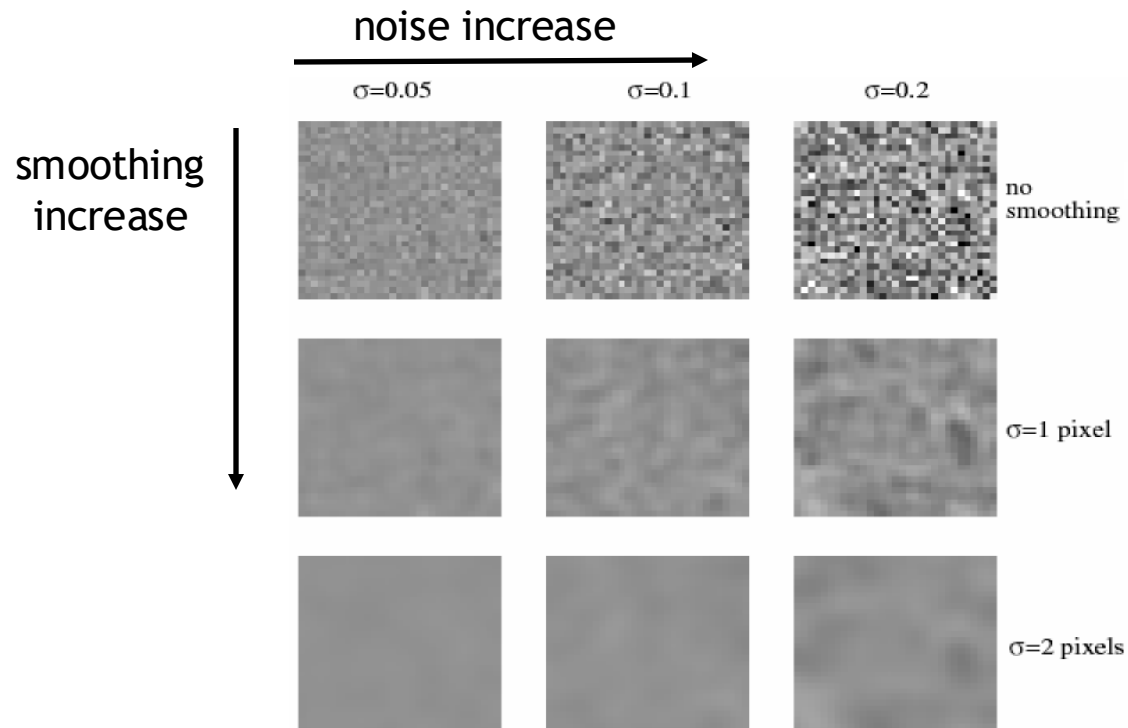 noise increase
σ=0.05
σ=0.1
σ=0.2
smoothing
increase
no
smoothing
σ=1 pixel
σ=2 pixels